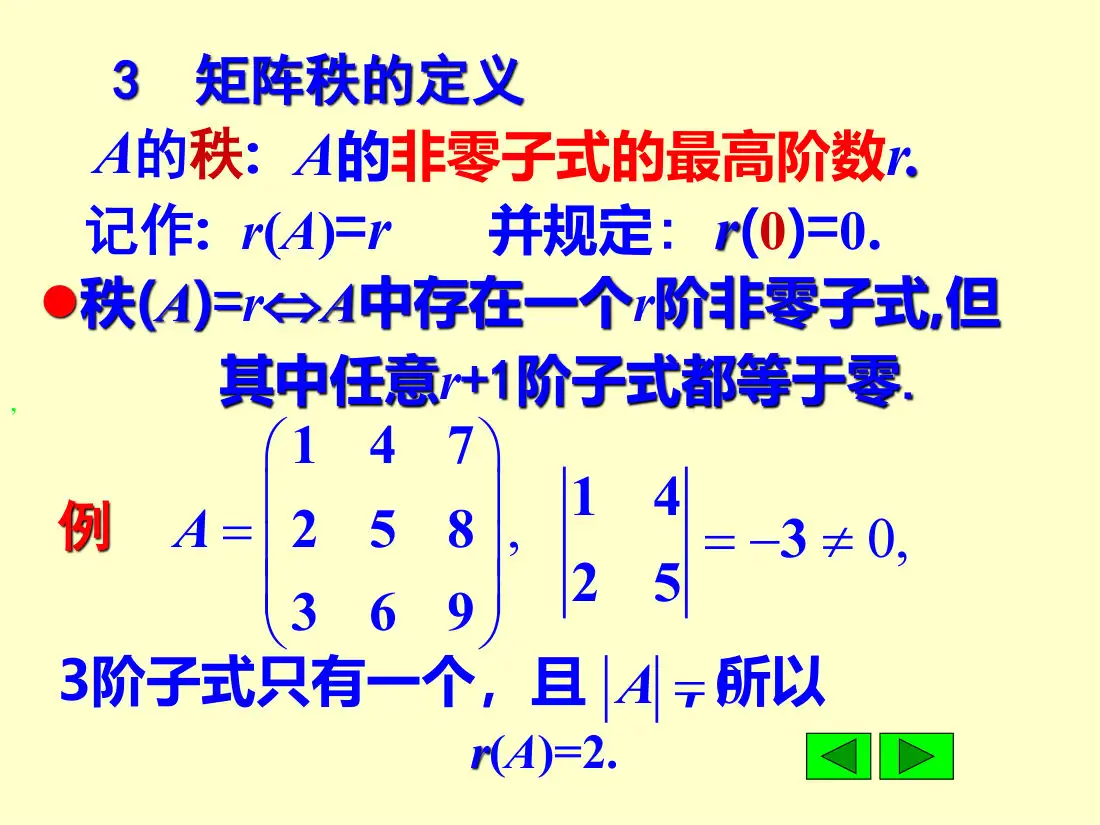 3 矩阵秩的定义
A的秩: A的非零子式的最高阶数r.
记作: r(A)=r 并规定: r(0)=0.
●秩(A)=r⇔A中存在一个r阶非零子式,但
其中任意r+1阶子式都等于零.
,
1 4 7
1 4
例 A = 2 5 8 , = −3 ≠ 0,
2 5
3 6 9
3阶子式只有一个，且 |A| = 0, 所以
r(A)=2.